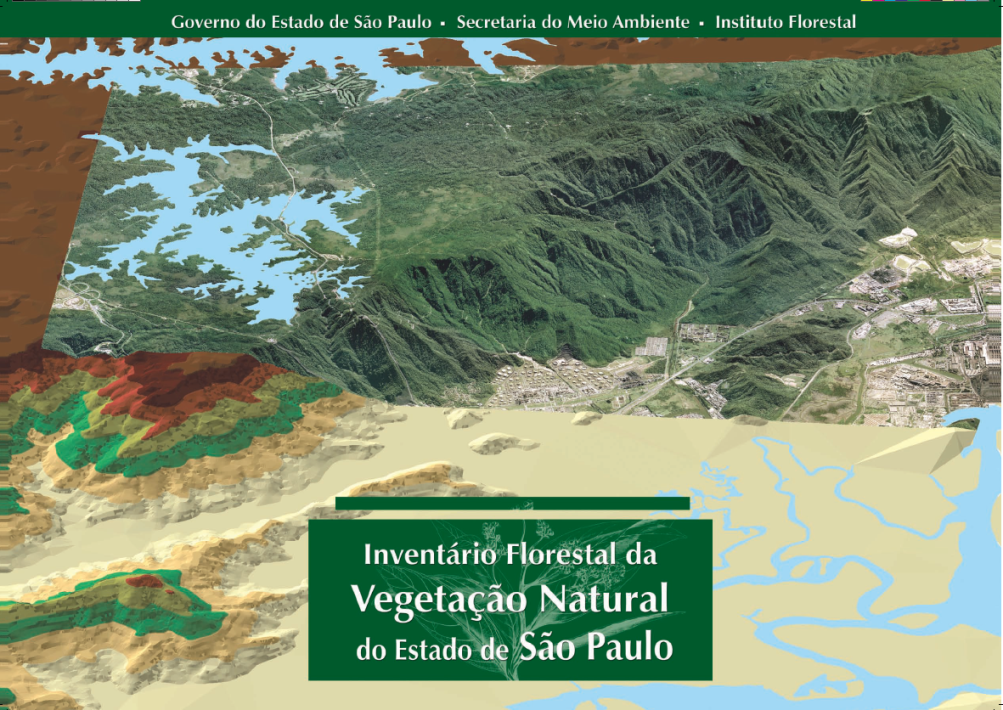 Governo do Estado de São Paulo ▪ Secretaria do Meio Ambiente ▪ Instituto Florestal
Inventário Florestal da
Vegetação Natural
do Estado de São Paulo